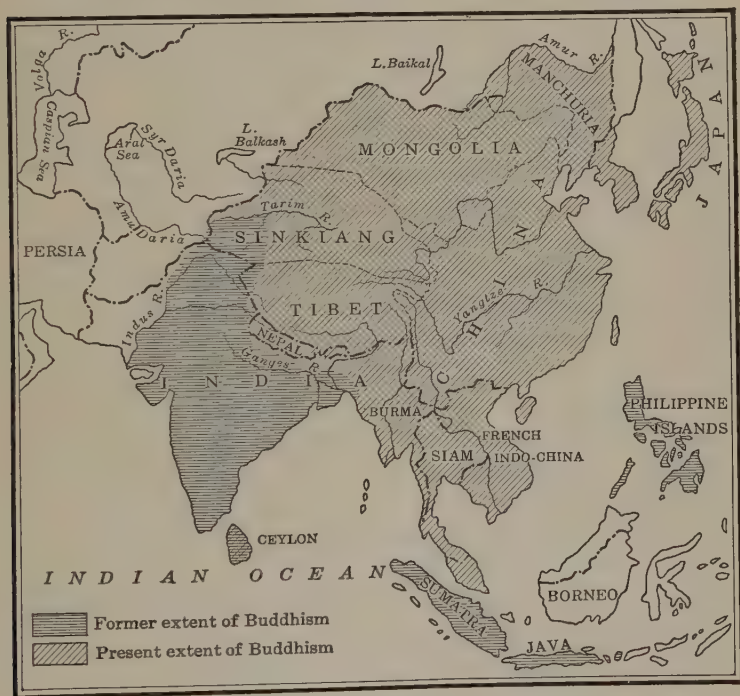 Volga R.
Caspian Sea
Aral Sea
Syr Daria
Amu Daria
L. Balkash
L. Baikal
Amur R.
MANCHURIA
JAPAN
MONGOLIA
Tarim R.
SINKIANG
PERSIA
TIBET
CHINA
Yangtze R.
Indus R.
NEPAL
Ganges R.
INDIA
BURMA
SIAM
FRENCH
INDO-CHINA
PHILIPPINE
ISLANDS
CEYLON
INDIAN OCEAN
SUMATRA
BORNEO
JAVA
Former extent of Buddhism
Present extent of Buddhism